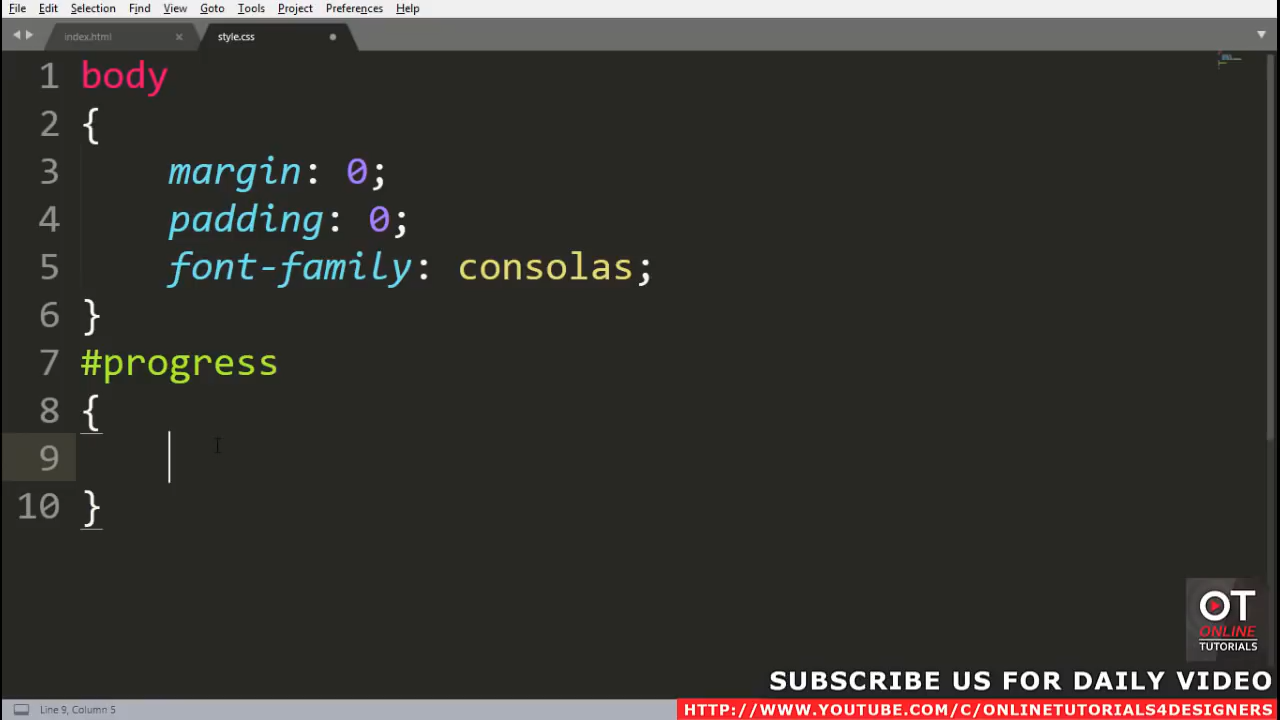 File Edit Selection Find View Goto Tools Project Preferences Help
index.html × style.css
1 body
2 {
3 margin: 0;
4 padding: 0;
5 font-family: consolas;
6 }
7 #progress
8 {
9
10 }
OT
ONLINE
TUTORIALS
SUBSCRIBE US FOR DAILY VIDEO
Line 9, Column 5
HTTP://WWW.YOUTUBE.COM/C/ONLINETUTORIALS4DESIGNERS